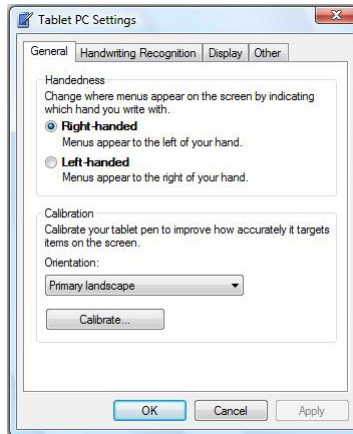 Tablet PC Settings
General Handwriting Recognition Display Other
Handedness
Change where menus appear on the screen by indicating
which hand you write with.
Right-handed
Menus appear to the left of your hand.
Left-handed
Menus appear to the right of your hand.
Calibration
Calibrate your tablet pen to improve how accurately it targets
items on the screen.
Orientation:
Primary landscape
Calibrate...
OK Cancel Apply